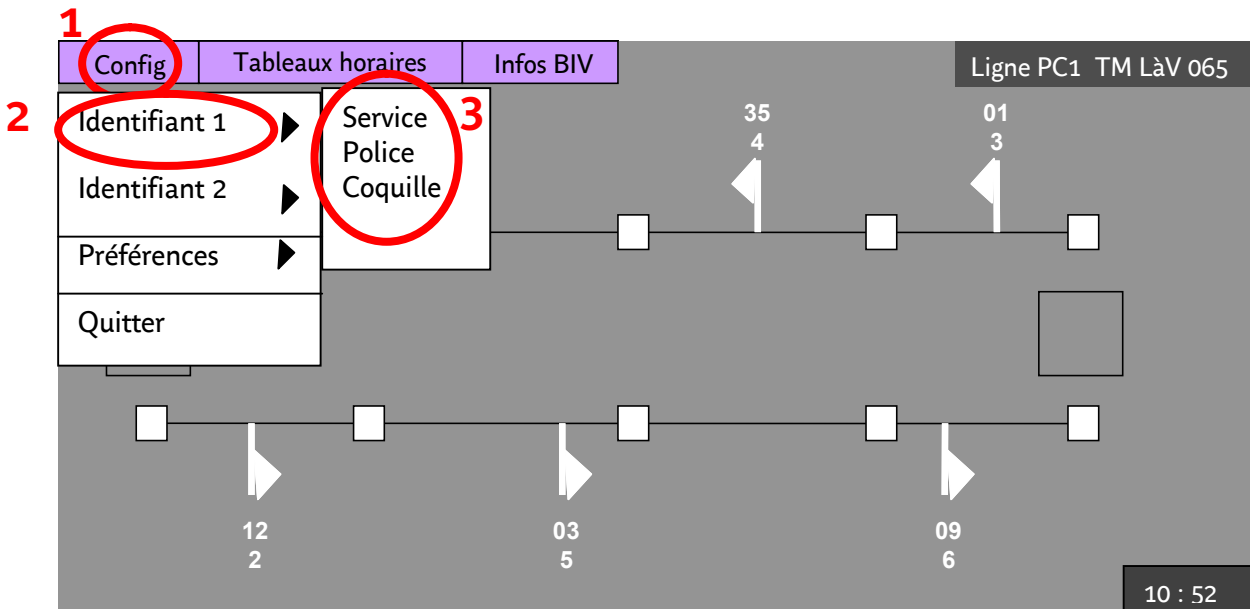 1
Config Tableaux horaires Infos BIV Ligne PC1 TM LàV 065
2 Identifiant 1 Service 3
Police
Identifiant 2 Coquille
Préférences
Quitter
35 01
4 3
12 03 09
2 5 6
10 : 52